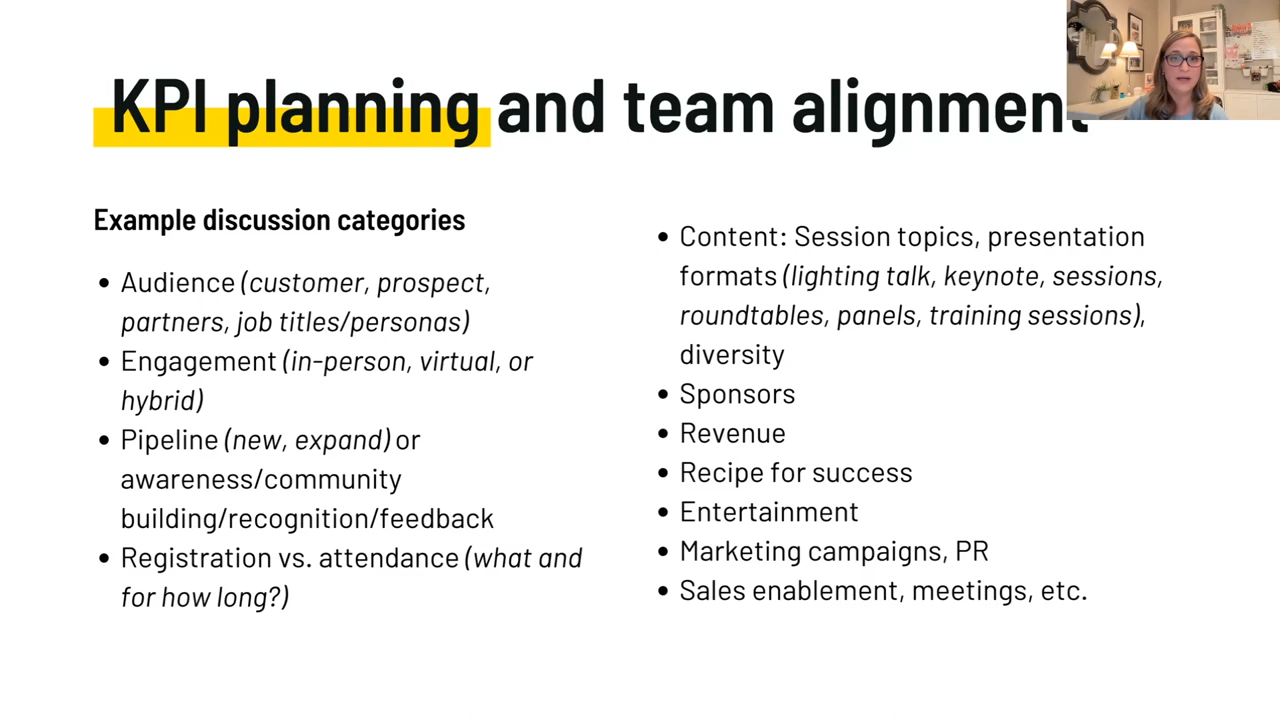 KPI planning and team alignment
Example discussion categories
• Audience (customer, prospect,
partners, job titles/personas)
• Engagement (in-person, virtual, or
hybrid)
• Pipeline (new, expand) or
awareness/community
building/recognition/feedback
• Registration vs. attendance (what and
for how long?)
• Content: Session topics, presentation
formats (lighting talk, keynote, sessions,
roundtables, panels, training sessions),
diversity
• Sponsors
• Revenue
• Recipe for success
• Entertainment
• Marketing campaigns, PR
• Sales enablement, meetings, etc.